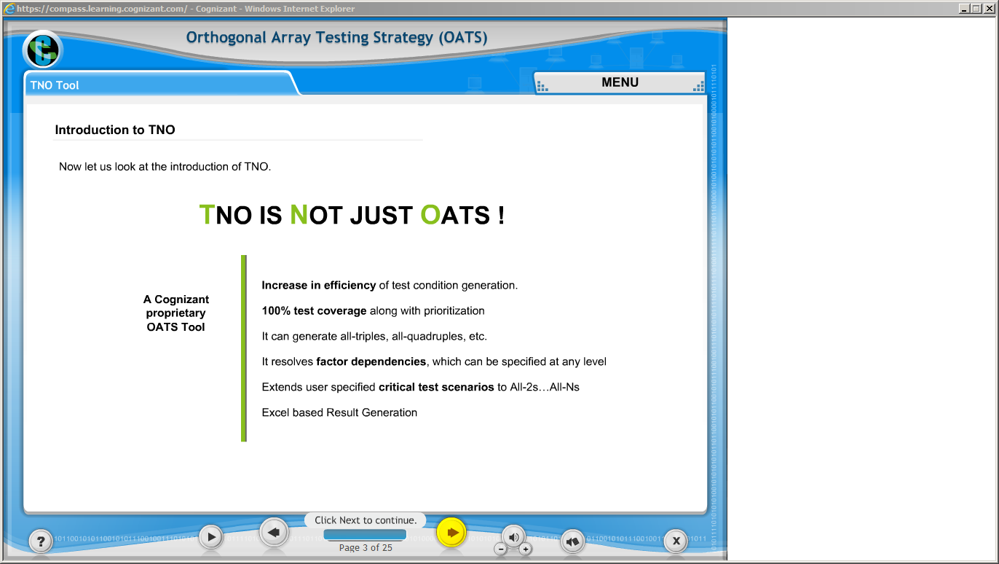 https://compass.learning.cognizant.com/ - Cognizant - Windows Internet Explorer
Orthogonal Array Testing Strategy (OATS)
TNO Tool
MENU
Introduction to TNO
Now let us look at the introduction of TNO.
TNO IS NOT JUST OATS !
A Cognizant
proprietary
OATS Tool
Increase in efficiency of test condition generation.
100% test coverage along with prioritization
It can generate all-triples, all-quadruples, etc.
It resolves factor dependencies, which can be specified at any level
Extends user specified critical test scenarios to All-2s...All-Ns
Excel based Result Generation
Click Next to continue.
Page 3 of 25
?
X